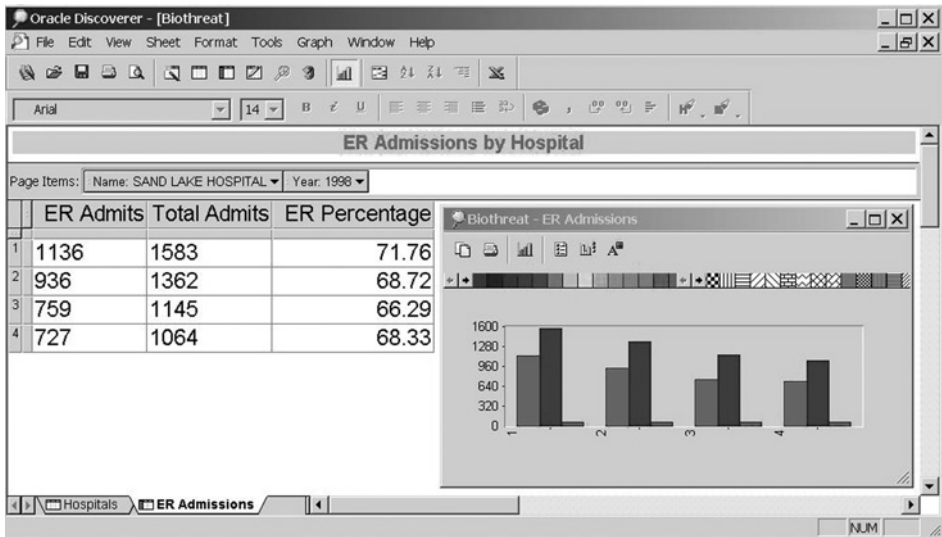 Oracle Discoverer - [Biothreat]
File Edit View Sheet Format Tools Graph Window Help
Arial 14 B i U
ER Admissions by Hospital
Page Items: Name: SAND LAKE HOSPITAL Year: 1998
ER Admits Total Admits ER Percentage
1 1136 1583 71.76
2 936 1362 68.72
3 759 1145 66.29
4 727 1064 68.33
Biothreat - ER Admissions
1600
1280
960
640
320
0
1 2 3 4
Hospitals ER Admissions
NUM